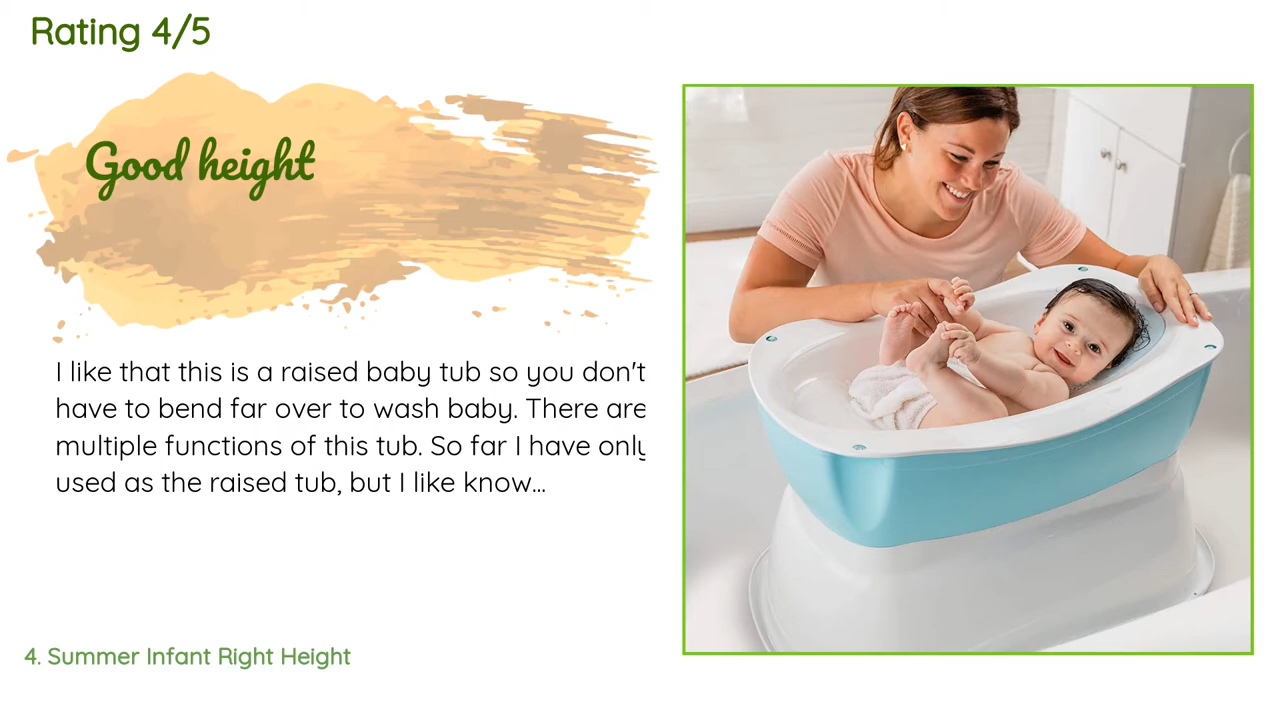 Rating 4/5
Good height
I like that this is a raised baby tub so you don't
have to bend far over to wash baby. There are
multiple functions of this tub. So far I have only
used as the raised tub, but I like know...
4. Summer Infant Right Height